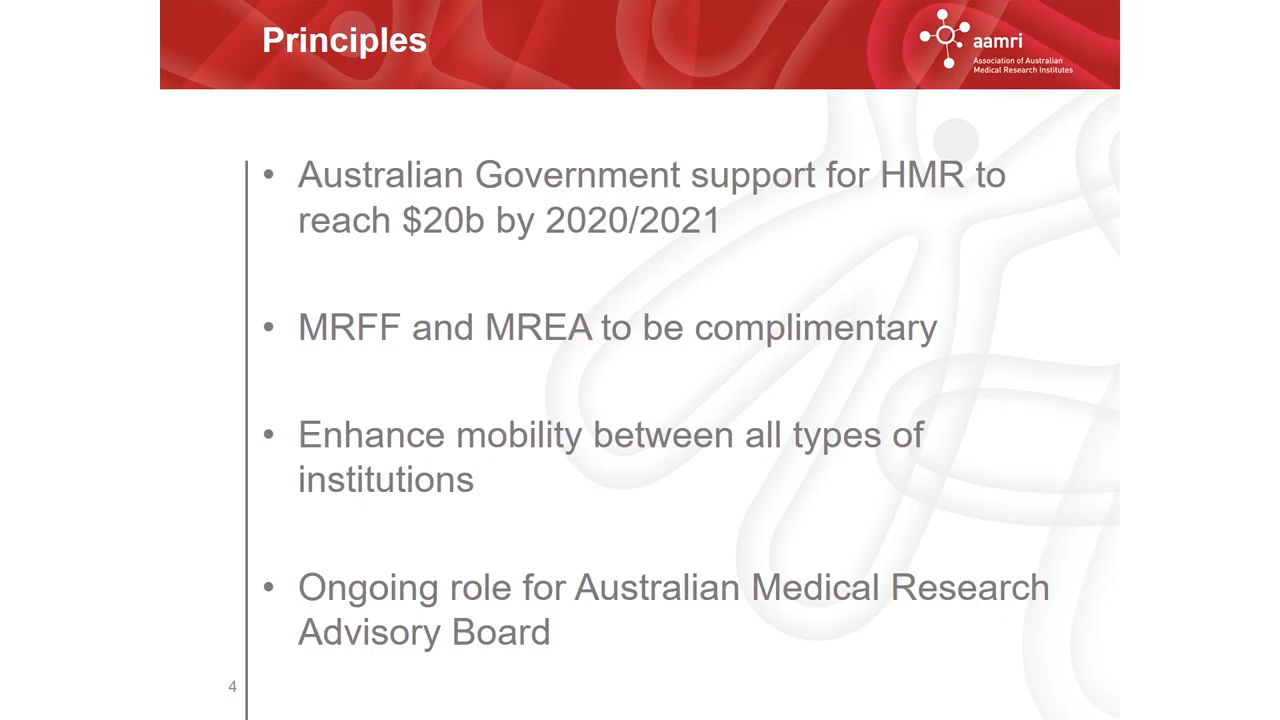 Principles
aamri
Association of Australian
Medical Research Institutes
• Australian Government support for HMR to
reach $20b by 2020/2021
• MRFF and MREA to be complimentary
• Enhance mobility between all types of
institutions
• Ongoing role for Australian Medical Research
Advisory Board
4